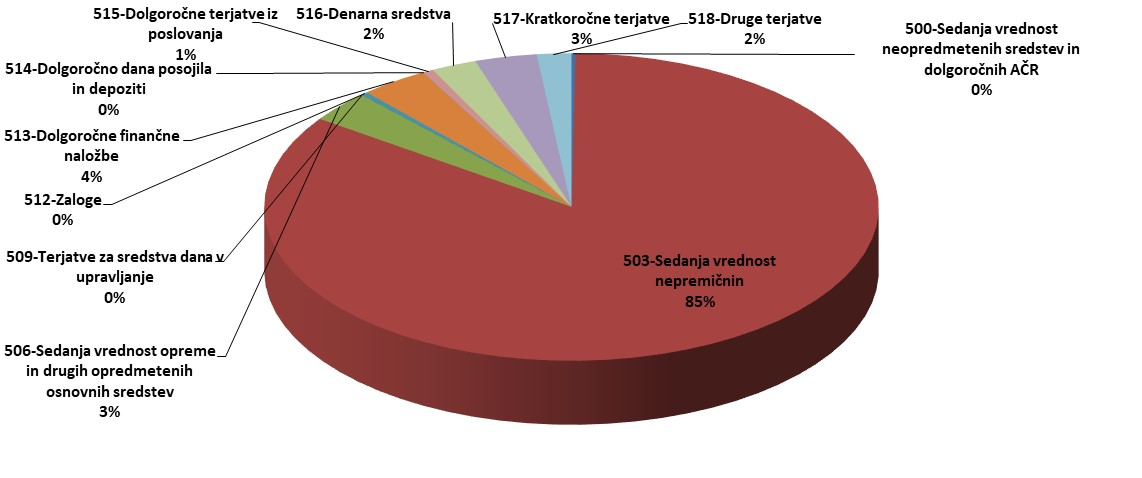 515-Dolgoročne terjatve iz
poslovanja
1%
516-Denarna sredstva
2%
517-Kratkoročne terjatve
3%
518-Druge terjatve
2%
500-Sedanja vrednost
neopredmetenih sredstev in
dolgoročnih AČR
0%
514-Dolgoročno dana posojila
in depoziti
0%
513-Dolgoročne finančne
naložbe
4%
512-Zaloge
0%
509-Terjatve za sredstva dana v
upravljanje
0%
503-Sedanja vrednost
nepremičnin
85%
506-Sedanja vrednost opreme
in drugih opredmetenih
osnovnih sredstev
3%